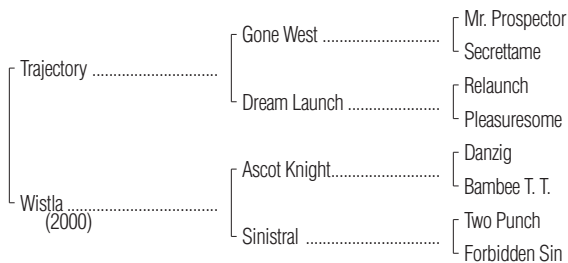 Mr. Prospector
Gone West ..............................
Secrettame
Trajectory ................................
Relaunch
Dream Launch ........................
Pleasuresome
Danzig
Ascot Knight............................
Bambee T. T.
Wistla ......................................
(2000)
Two Punch
Sinistral ..................................
Forbidden Sin